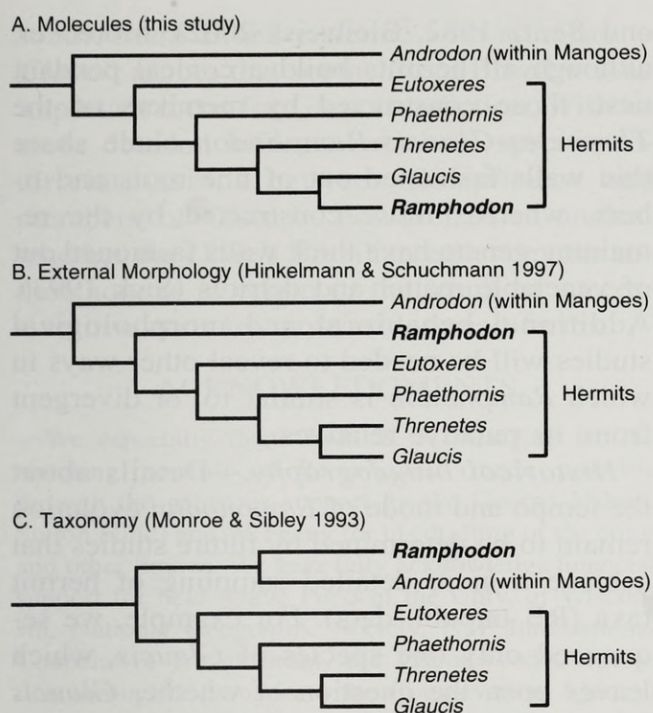 A. Molecules (this study)
Androdon (within Mangoes)
Eutoxeres
Phaethornis
Threnetes
Hermits
Glaucis
Ramphodon
B. External Morphology (Hinkelmann & Schuchmann 1997)
Androdon (within Mangoes)
Ramphodon
Eutoxeres
Phaethornis
Hermits
Threnetes
Glaucis
C. Taxonomy (Monroe & Sibley 1993)
Ramphodon
Androdon (within Mangoes)
Eutoxeres
Phaethornis
Hermits
Threnetes
Glaucis